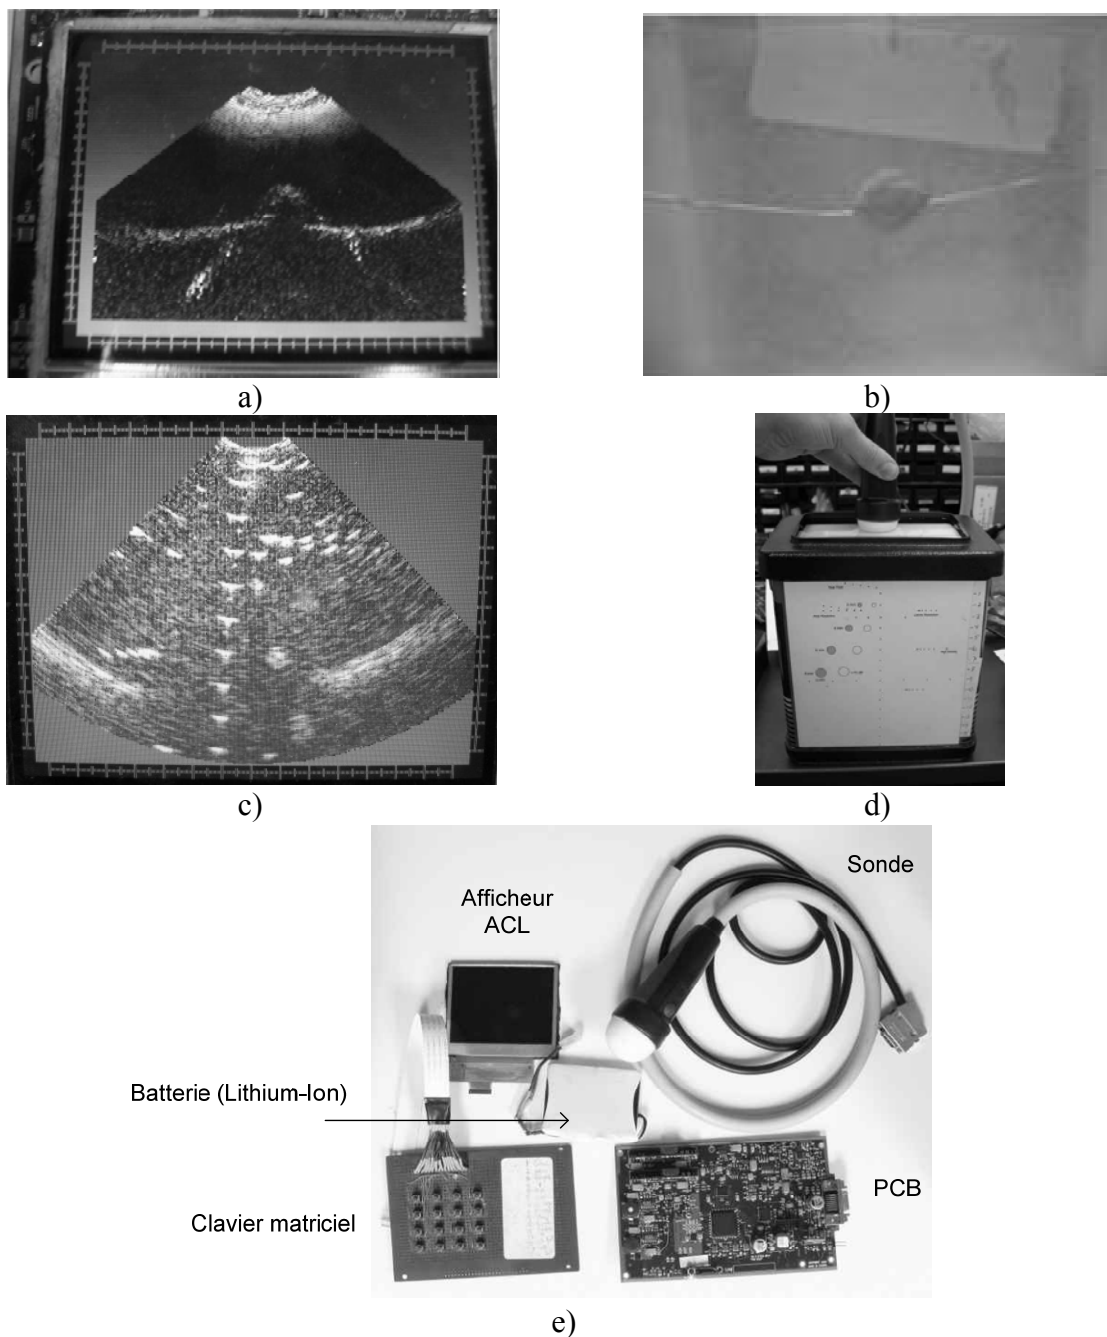 a)
b)
c)
d)
Sonde
Afficheur
ACL
Batterie (Lithium-Ion)
PCB
Clavier matriciel
e)